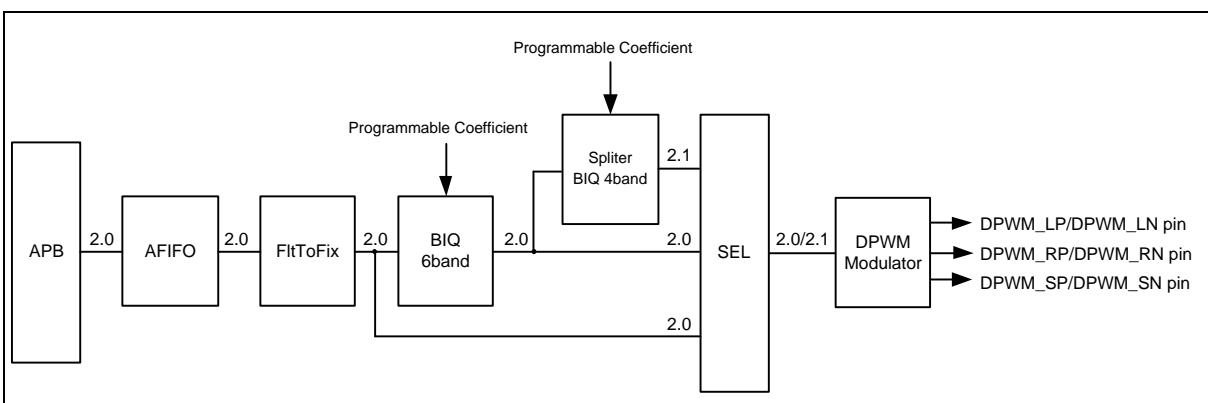 Programmable Coefficient
Programmable Coefficient
APB
2.0
AFIFO
2.0
FltToFix
2.0
BIQ
6band
2.0
Spliter
BIQ 4band
2.1
2.0
2.0
SEL
2.0/2.1
DPWM
Modulator
DPWM_LP/DPWM_LN pin
DPWM_RP/DPWM_RN pin
DPWM_SP/DPWM_SN pin